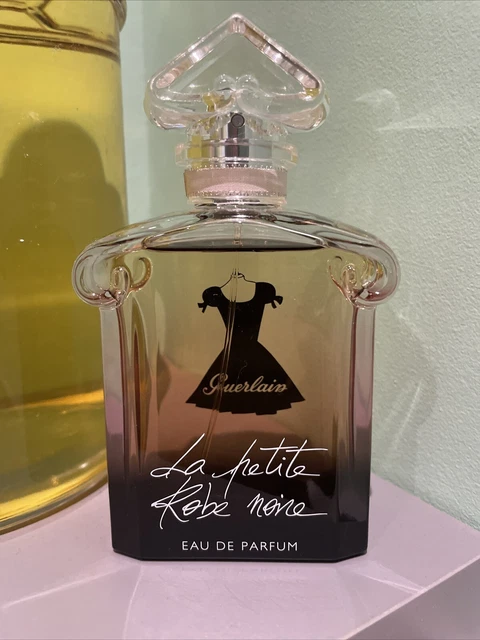 Guerlain
La petite
Robe noire
EAU DE PARFUM